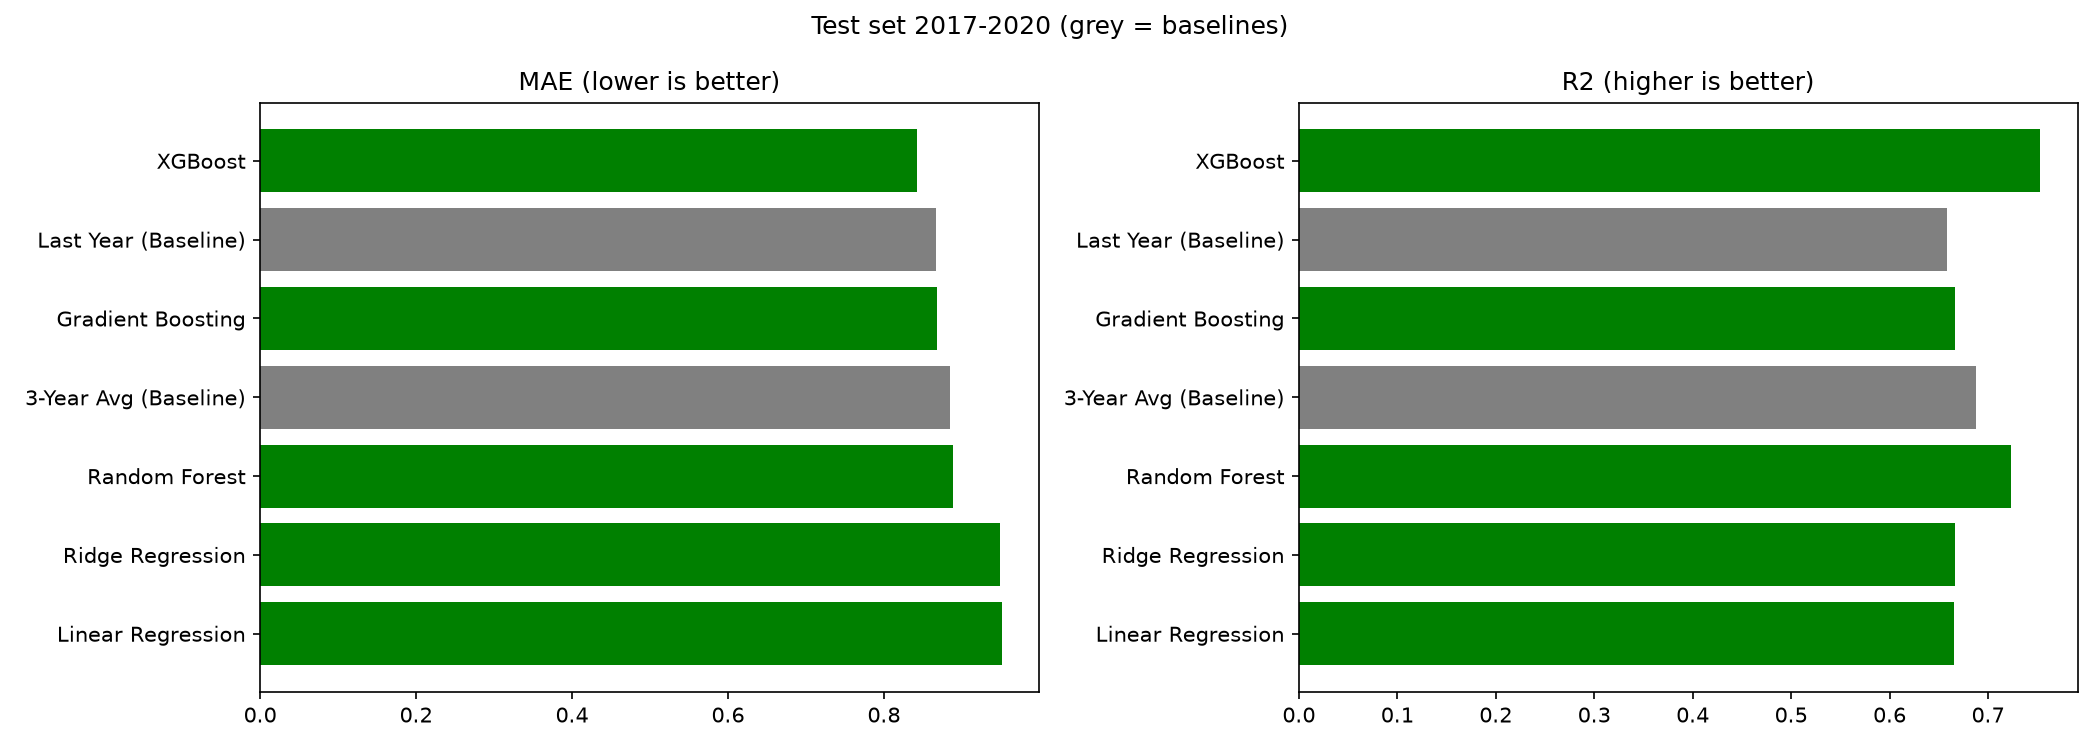 Test set 2017-2020 (grey = baselines)
MAE (lower is better)
XGBoost
Last Year (Baseline)
Gradient Boosting
3-Year Avg (Baseline)
Random Forest
Ridge Regression
Linear Regression
0.0 0.2 0.4 0.6 0.8
R2 (higher is better)
XGBoost
Last Year (Baseline)
Gradient Boosting
3-Year Avg (Baseline)
Random Forest
Ridge Regression
Linear Regression
0.0 0.1 0.2 0.3 0.4 0.5 0.6 0.7